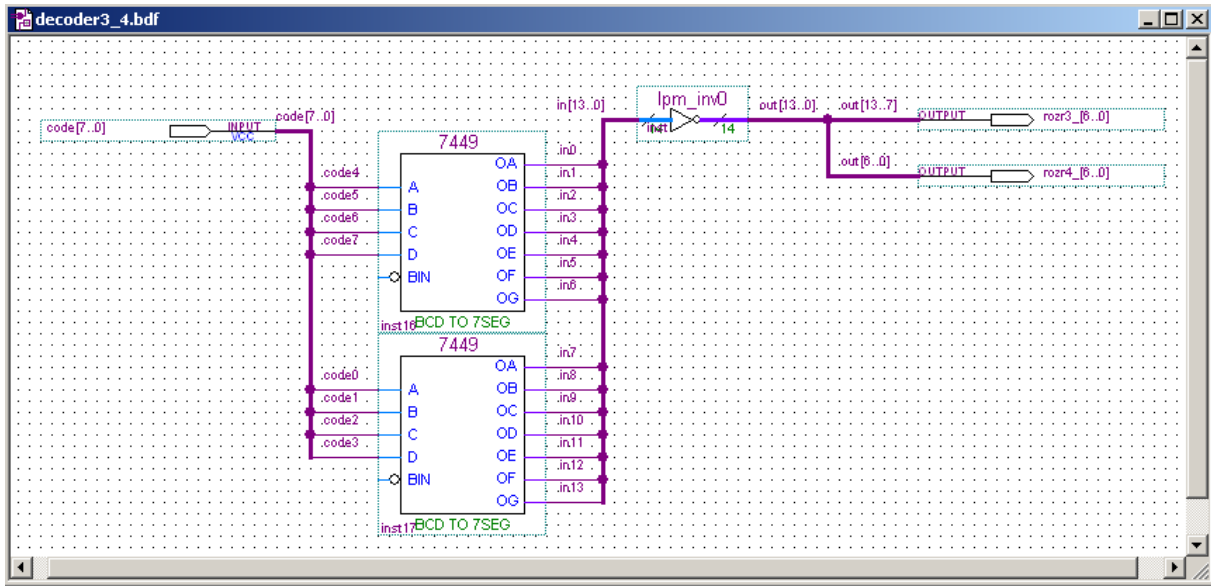 decoder3_4.bdf
code[7..0] INPUT VCC code[7..0]
in[13..0] lpm_inv0 inst 14 out[13..0] out[13..7] OUTPUT rozr3_[6..0]
out[6..0] OUTPUT rozr4_[6..0]
7449
OA in0
code4 A OB in1
code5 B OC in2
code6 C OD in3
code7 D OE in4
BIN OF in5
OG in6
inst16 BCD TO 7SEG
7449
OA in7
code0 A OB in8
code1 B OC in9
code2 C OD in10
code3 D OE in11
BIN OF in12
OG in13
inst17 BCD TO 7SEG